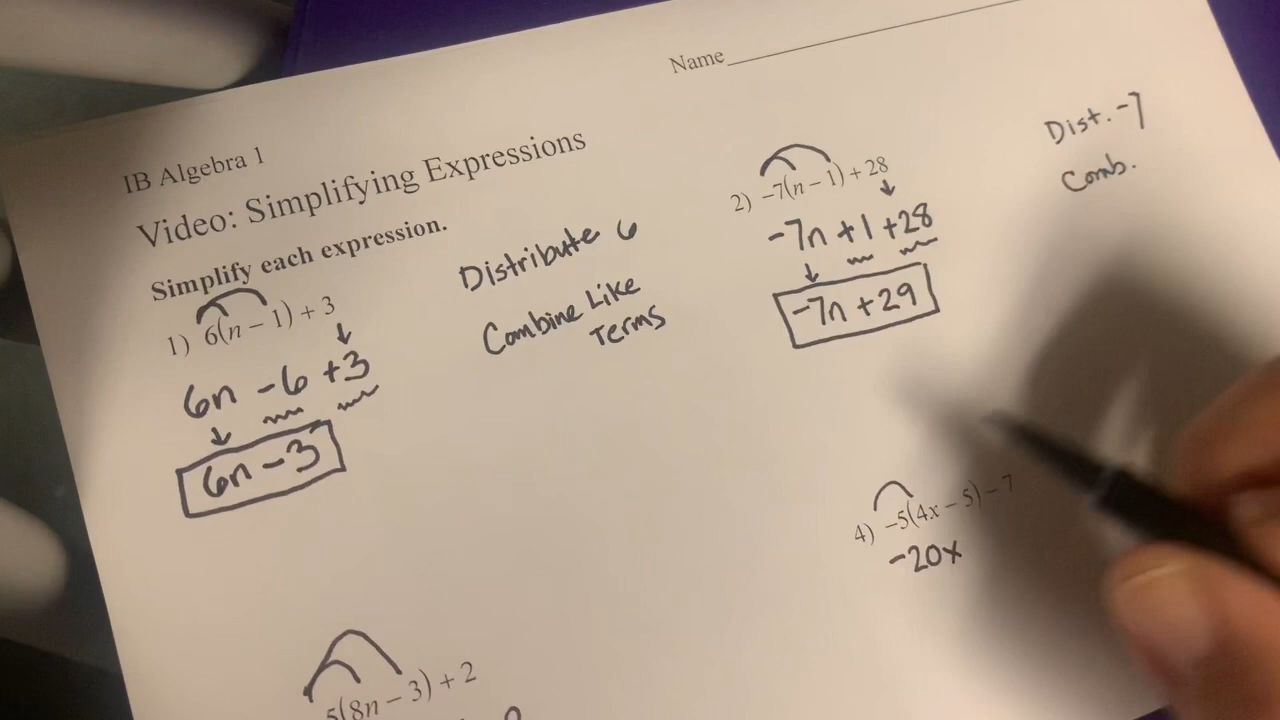 Name
IB Algebra 1
Video: Simplifying Expressions
Simplify each expression.
1) 6(n − 1) + 3
6n - 6 + 3
6n - 3
Distribute 6
Combine Like
Terms
2) −7(n − 1) + 28
-7n + 1 + 28
-7n + 29
Dist. -7
Comb.
4) −5(4x − 5) − 7
-20x
5(8n − 3) + 2